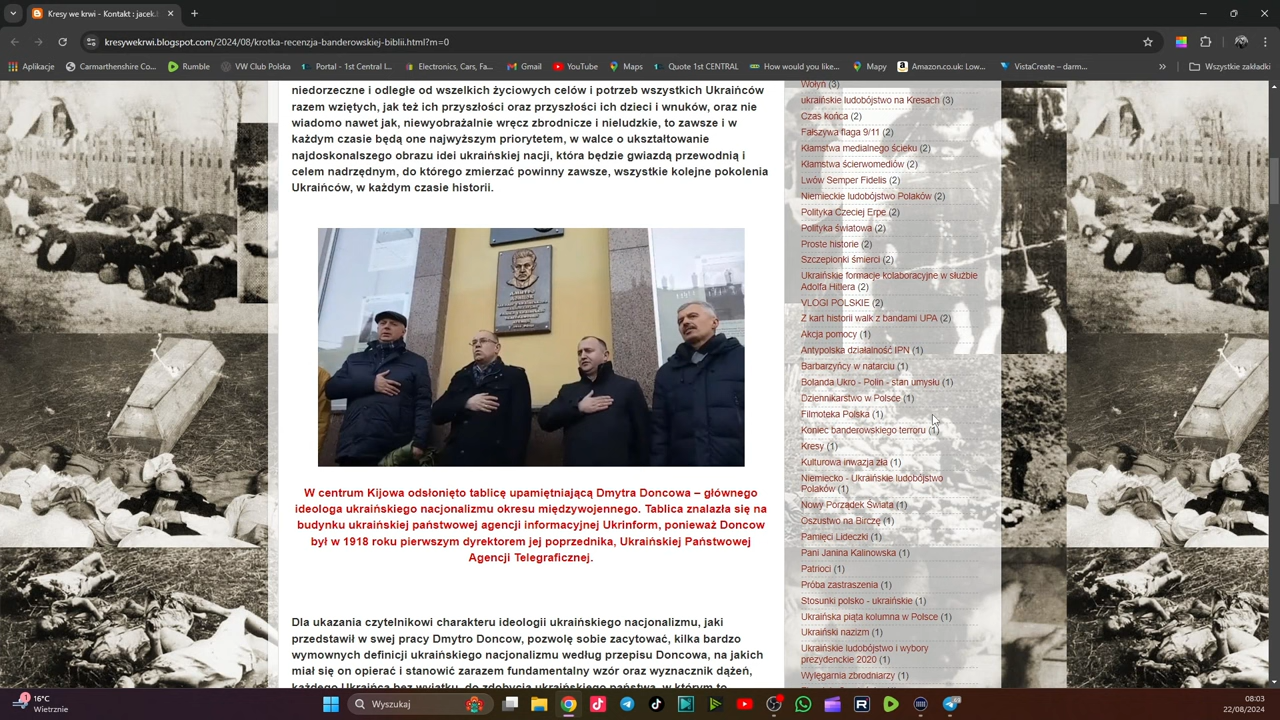 Kresy we krwi - Kontakt : jacek.
kresywekrwi.blogspot.com/2024/08/krotka-recenzja-banderowskiej-biblii.html?m=0
Aplikacje
Carmarthenshire Co...
Rumble
VW Club Polska
Portal - 1st Central I...
Electronics, Cars, Fa...
Gmail
YouTube
Maps
Quote 1st CENTRAL
How would you like...
Mapy
Amazon.co.uk: Low...
VistaCreate – darm...
»
Wszystkie zakładki
niedorzeczne i odległe od wszelkich życiowych celów i potrzeb wszystkich Ukraińców
razem wziętych, jak też ich przyszłości oraz przyszłości ich dzieci i wnuków, oraz nie
wiadomo nawet jak, niewyobrażalnie wręcz zbrodnicze i nieludzkie, to zawsze i w
każdym czasie będą one najwyższym priorytetem, w walce o ukształtowanie
najdoskonalszego obrazu idei ukraińskiej nacji, która będzie gwiazdą przewodnią i
celem nadrzędnym, do którego zmierzać powinny zawsze, wszystkie kolejne pokolenia
Ukraińców, w każdym czasie historii.
W centrum Kijowa odsłonięto tablicę upamiętniającą Dmytra Doncowa – głównego
ideologa ukraińskiego nacjonalizmu okresu międzywojennego. Tablica znalazła się na
budynku ukraińskiej państwowej agencji informacyjnej Ukrinform, ponieważ Doncow
był w 1918 roku pierwszym dyrektorem jej poprzednika, Ukraińskiej Państwowej
Agencji Telegraficznej.
Dla ukazania czytelnikowi charakteru ideologii ukraińskiego nacjonalizmu, jaki
przedstawił w swej pracy Dmytro Doncow, pozwolę sobie zacytować, kilka bardzo
wymownych definicji ukraińskiego nacjonalizmu według przepisu Doncowa, na jakich
miał się on opierać i stanowić zarazem fundamentalny wzór oraz wyznacznik dążeń,
każdego Ukraińca bez wyjątku, do zdobycia ukraińskiego państwa, w którym to
Wołyń (3)
ukraińskie ludobójstwo na Kresach (3)
Czas końca (2)
Fałszywa flaga 9/11 (2)
Kłamstwa medialnego ścieku (2)
Kłamstwa ścierwomediów (2)
Lwów Semper Fidelis (2)
Niemieckie ludobójstwo Polaków (2)
Polityka Czeciej Erpe (2)
Polityka światowa (2)
Proste historie (2)
Szczepionki śmierci (2)
Ukraińskie formacje kolaboracyjne w służbie
Adolfa Hitlera (2)
VLOGI POLSKIE (2)
Z kart historii walk z bandami UPA (2)
Akcja pomocy (1)
Antypolska działalność IPN (1)
Barbarzyńcy w natarciu (1)
Bolanda Ukro - Polin - stan umysłu (1)
Dziennikarstwo w Polsce (1)
Filmoteka Polska (1)
Koniec banderowskiego terroru (1)
Kresy (1)
Kulturowa inwazja zła (1)
Niemiecko - Ukraińskie ludobójstwo
Polaków (1)
Nowy Porządek Świata (1)
Oszustwo na Birczę (1)
Pamięci Lideczki (1)
Pani Janina Kalinowska (1)
Patrioci (1)
Próba zastraszenia (1)
Stosunki polsko - ukraińskie (1)
Ukraińska piąta kolumna w Polsce (1)
Ukraiński nazizm (1)
Ukraińskie ludobójstwo i wybory
prezydenckie 2020 (1)
Wylęgarnia zbrodniarzy (1)
16°C
Wietrznie
Wyszukaj
08:03
22/08/2024